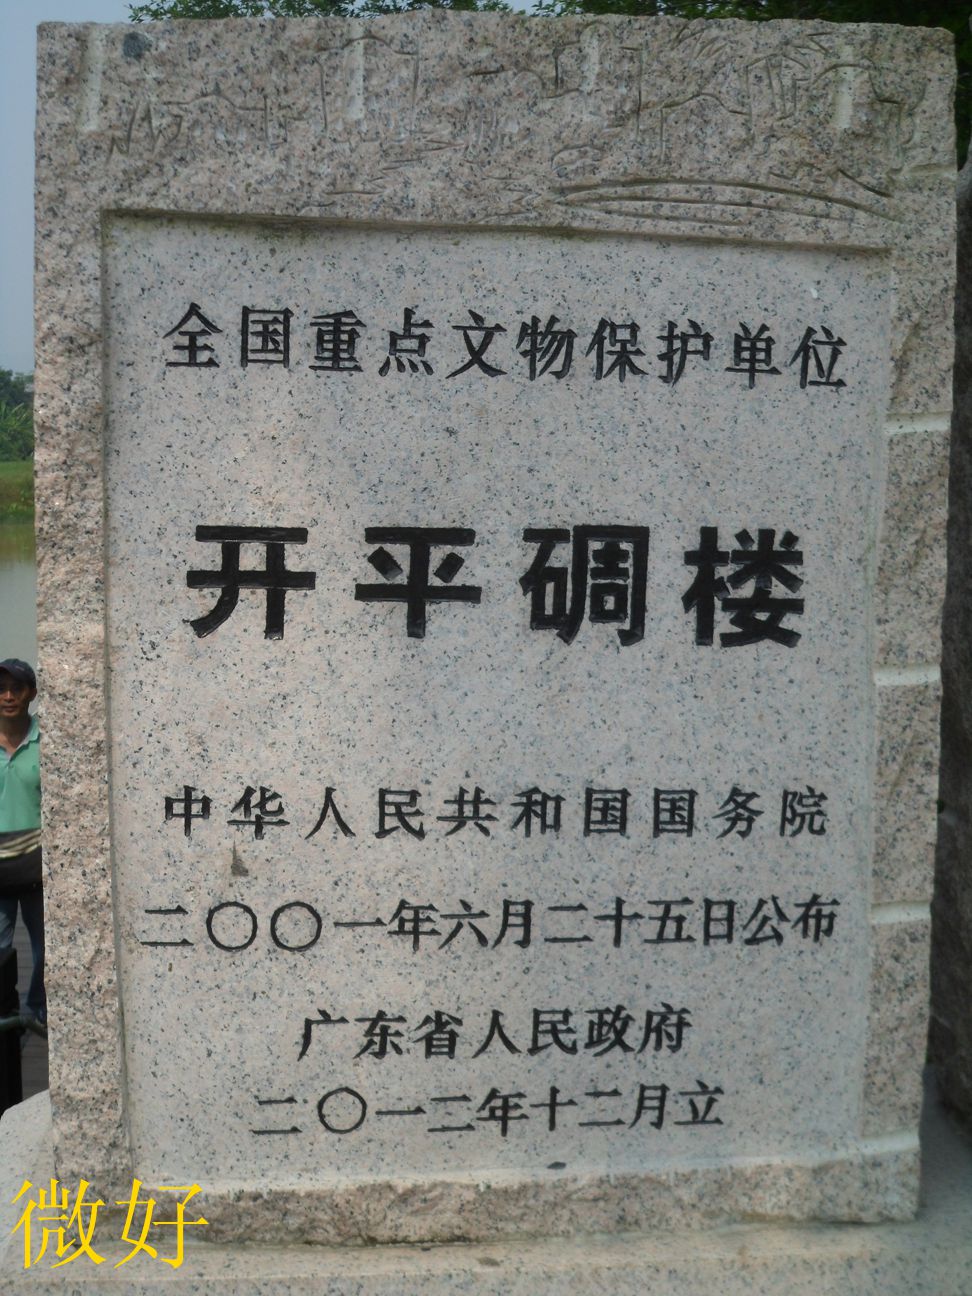 全国重点文物保护单位
开平碉楼
中华人民共和国国务院
二〇〇一年六月二十五日公布
广东省人民政府
二〇一二年十二月立
微好